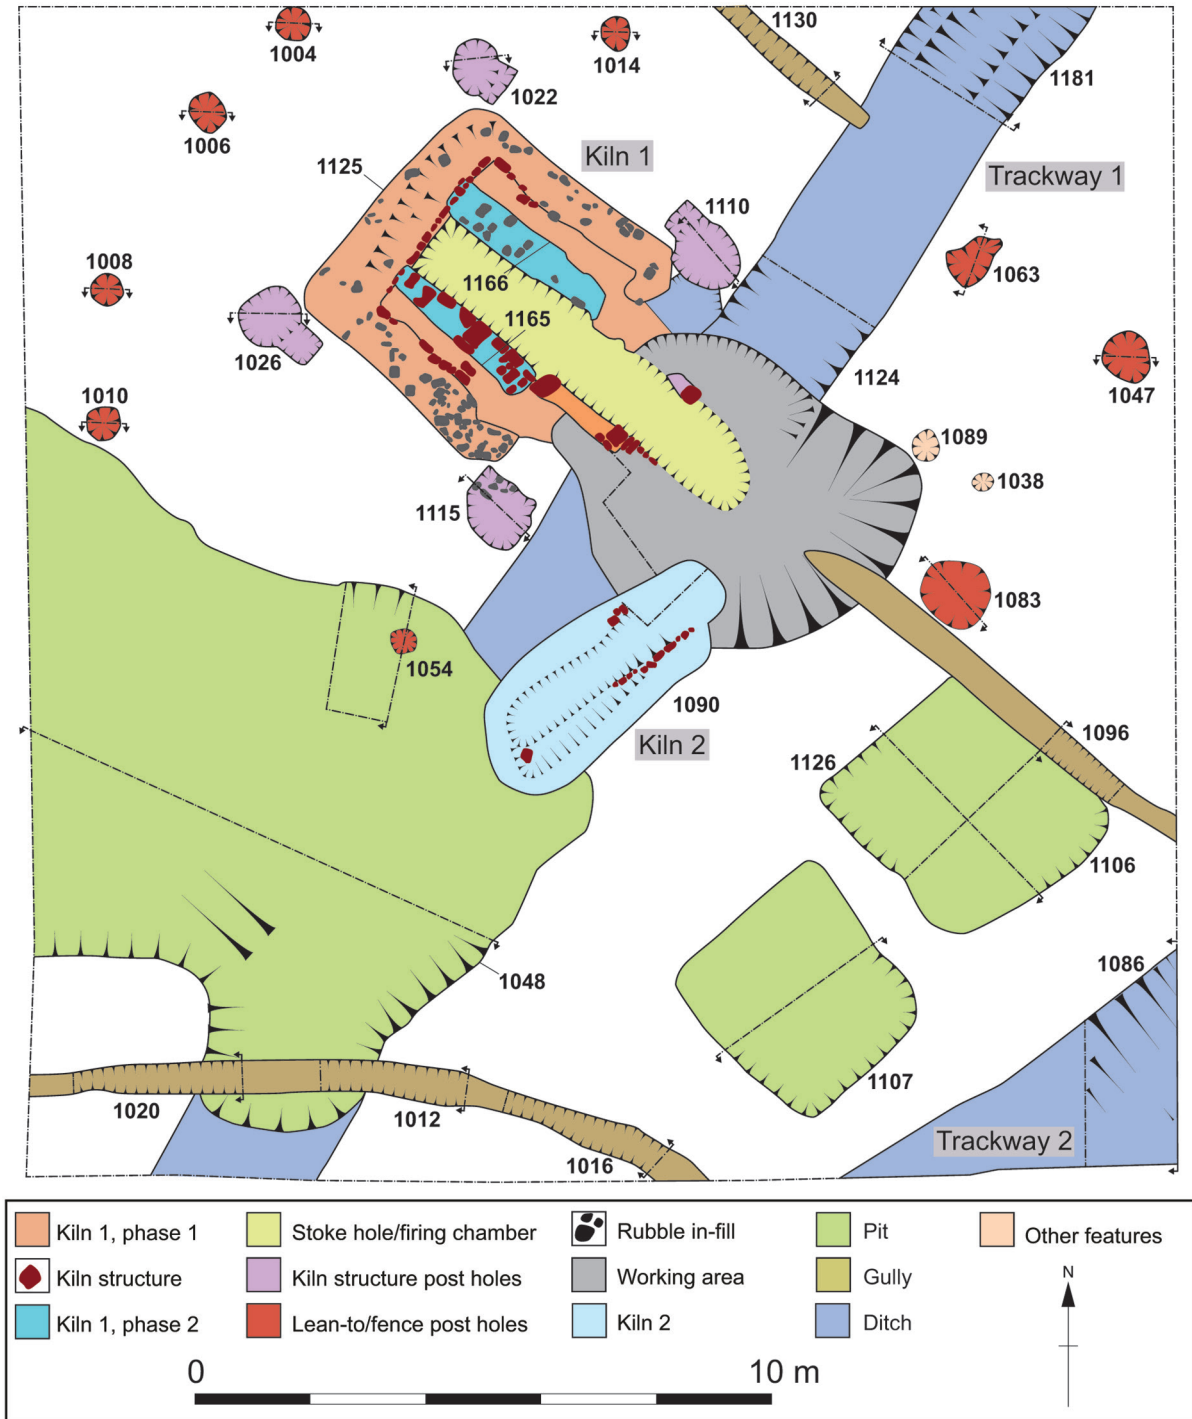 1004
1014
1130
1022
1181
1006
Kiln 1
1125
Trackway 1
1110
1008
1063
1166
1165
1026
1124
1047
1010
1089
1038
1115
1083
1054
1090
Kiln 2
1096
1126
1106
1048
1086
1107
1020
1012
Trackway 2
1016
Kiln 1, phase 1
Stoke hole/firing chamber
Rubble in-fill
Pit
Other features
Kiln structure
Kiln structure post holes
Working area
Gully
N
Kiln 1, phase 2
Lean-to/fence post holes
Kiln 2
Ditch
0 10 m